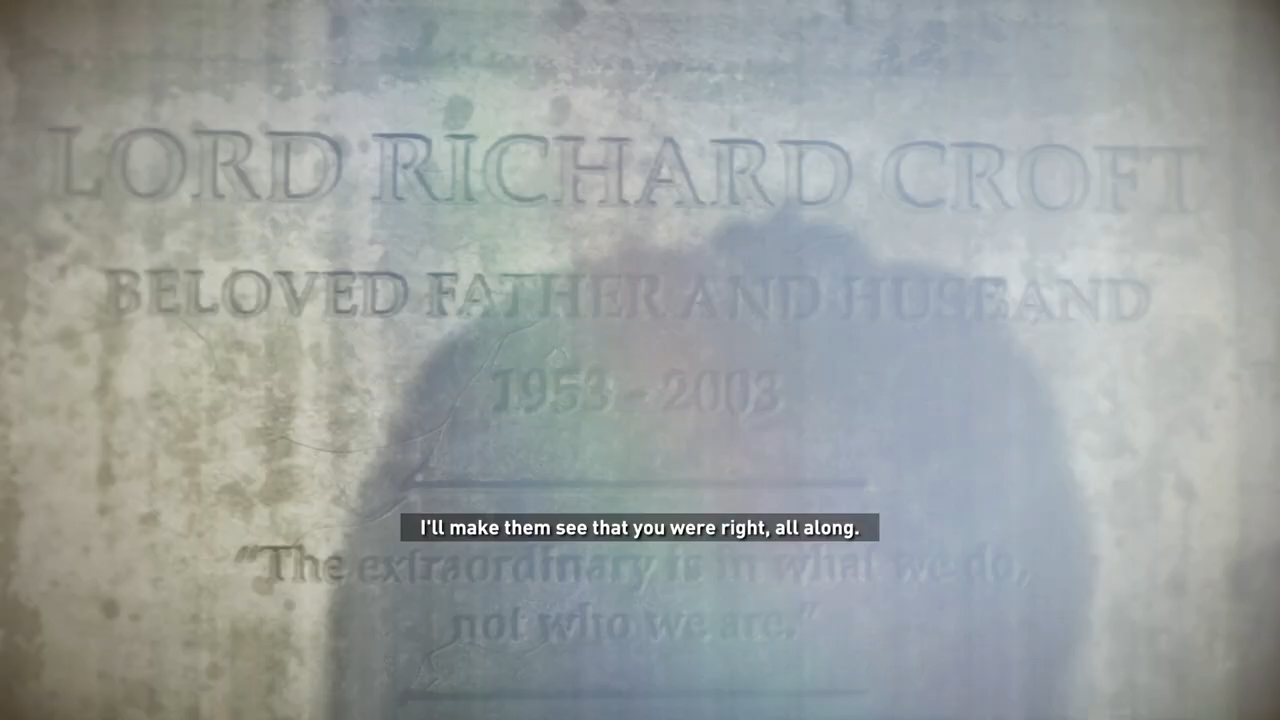 LORD RICHARD CROFT
BELOVED FATHER AND HUSBAND
1953 - 2003
I'll make them see that you were right, all along.
“The extraordinary is in what we do,
not who we are.”